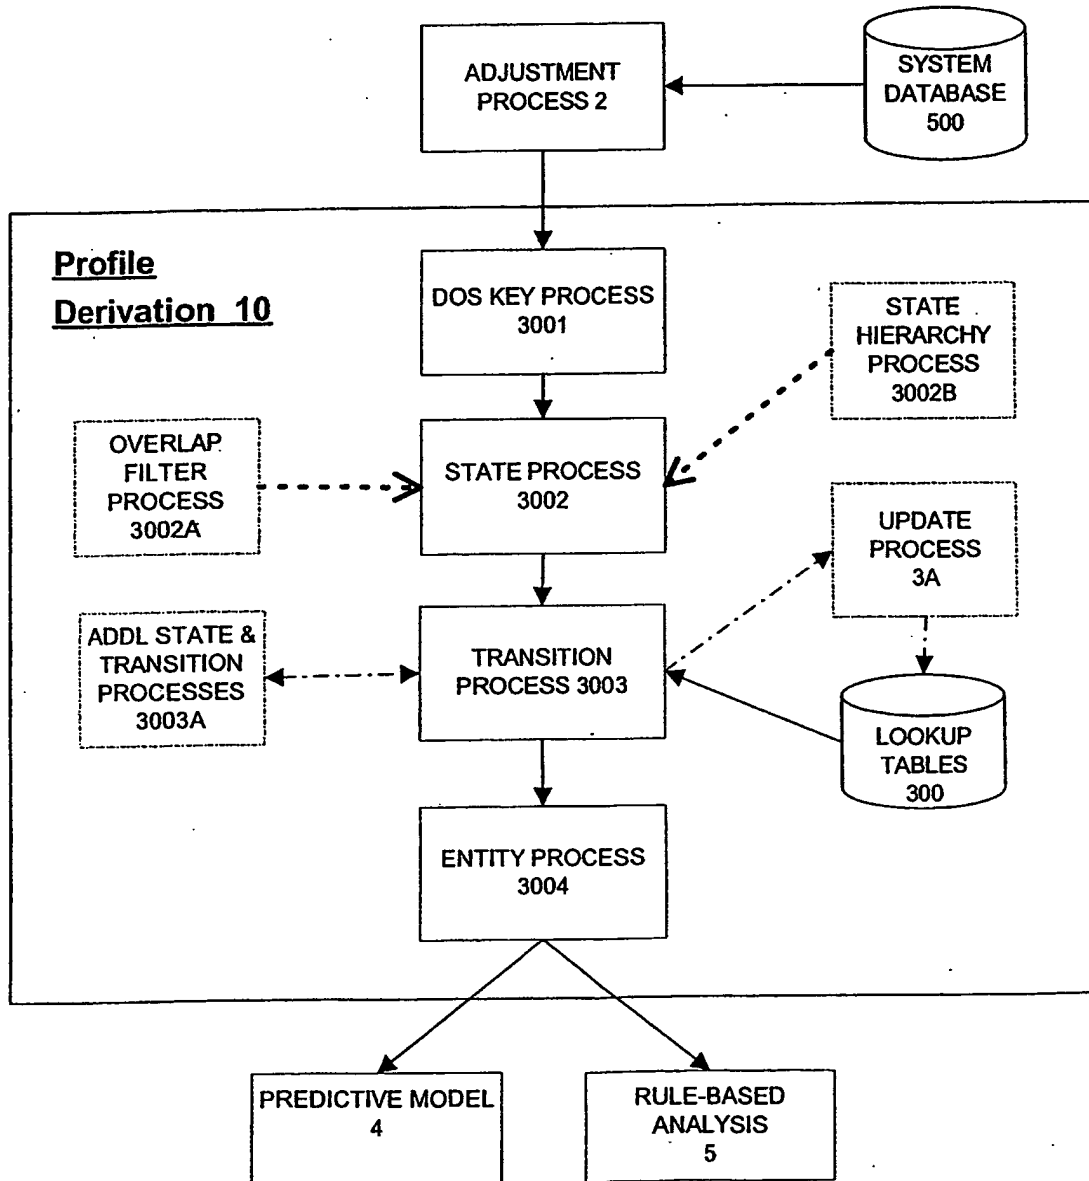 ADJUSTMENT
PROCESS 2
SYSTEM
DATABASE
500
Profile
Derivation 10
DOS KEY PROCESS
3001
STATE
HIERARCHY
PROCESS
3002B
OVERLAP
FILTER
PROCESS
3002A
STATE PROCESS
3002
UPDATE
PROCESS
3A
ADDL STATE &
TRANSITION
PROCESSES
3003A
TRANSITION
PROCESS 3003
LOOKUP
TABLES
300
ENTITY PROCESS
3004
PREDICTIVE MODEL
4
RULE-BASED
ANALYSIS
5